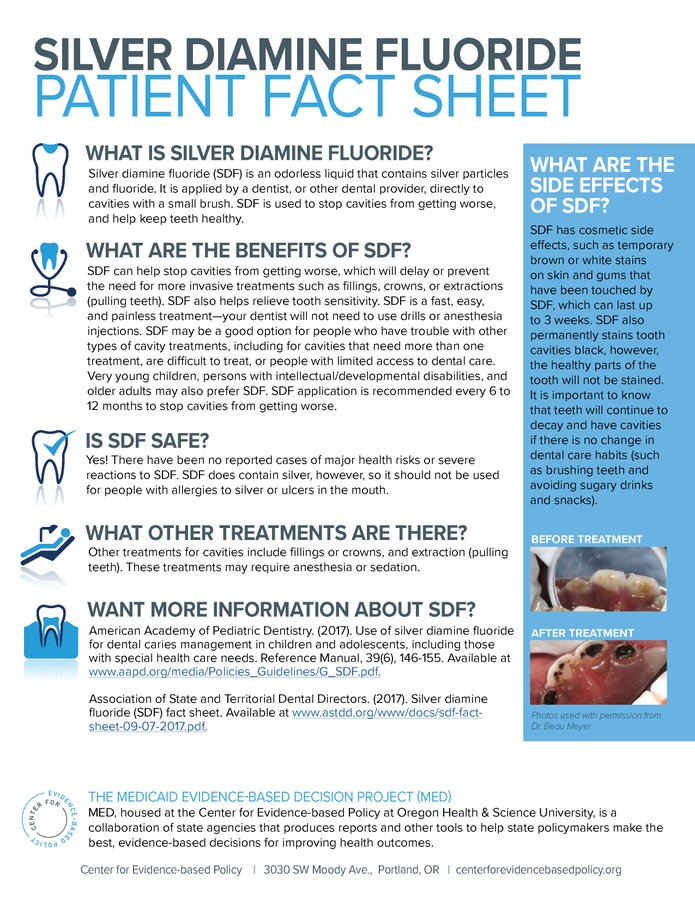 SILVER DIAMINE FLUORIDE
PATIENT FACT SHEET
WHAT IS SILVER DIAMINE FLUORIDE?
Silver diamine fluoride (SDF) is an odorless liquid that contains silver particles
and fluoride. It is applied by a dentist, or other dental provider, directly to
cavities with a small brush. SDF is used to stop cavities from getting worse,
and help keep teeth healthy.
WHAT ARE THE BENEFITS OF SDF?
SDF can help stop cavities from getting worse, which will delay or prevent
the need for more invasive treatments such as fillings, crowns, or extractions
(pulling teeth). SDF also helps relieve tooth sensitivity. SDF is a fast, easy,
and painless treatment—your dentist will not need to use drills or anesthesia
injections. SDF may be a good option for people who have trouble with other
types of cavity treatments, including for cavities that need more than one
treatment, are difficult to treat, or people with limited access to dental care.
Very young children, persons with intellectual/developmental disabilities, and
older adults may also prefer SDF. SDF application is recommended every 6 to
12 months to stop cavities from getting worse.
IS SDF SAFE?
Yes! There have been no reported cases of major health risks or severe
reactions to SDF. SDF does contain silver, however, so it should not be used
for people with allergies to silver or ulcers in the mouth.
WHAT OTHER TREATMENTS ARE THERE?
Other treatments for cavities include fillings or crowns, and extraction (pulling
teeth). These treatments may require anesthesia or sedation.
WANT MORE INFORMATION ABOUT SDF?
American Academy of Pediatric Dentistry. (2017). Use of silver diamine fluoride
for dental caries management in children and adolescents, including those
with special health care needs. Reference Manual, 39(6), 146-155. Available at
www.aapd.org/media/Policies_Guidelines/G_SDF.pdf.
Association of State and Territorial Dental Directors. (2017). Silver diamine
fluoride (SDF) fact sheet. Available at www.astdd.org/www/docs/sdf-fact-
sheet-09-07-2017.pdf.
WHAT ARE THE
SIDE EFFECTS
OF SDF?
SDF has cosmetic side
effects, such as temporary
brown or white stains
on skin and gums that
have been touched by
SDF, which can last up
to 3 weeks. SDF also
permanently stains tooth
cavities black, however,
the healthy parts of the
tooth will not be stained.
It is important to know
that teeth will continue to
decay and have cavities
if there is no change in
dental care habits (such
as brushing teeth and
avoiding sugary drinks
and snacks).
BEFORE TREATMENT
AFTER TREATMENT
Photos used with permission from
Dr. Beau Meyer
CENTER FOR EVIDENCE-BASED POLICY
THE MEDICAID EVIDENCE-BASED DECISION PROJECT (MED)
MED, housed at the Center for Evidence-based Policy at Oregon Health & Science University, is a
collaboration of state agencies that produces reports and other tools to help state policymakers make the
best, evidence-based decisions for improving health outcomes.
Center for Evidence-based Policy | 3030 SW Moody Ave., Portland, OR | centerforevidencebasedpolicy.org